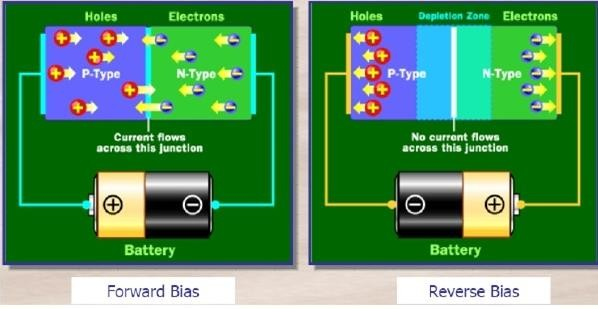 Holes
Electrons
P-Type
N-Type
Current flows
across this junction
+
−
Battery
Forward Bias
Holes
Depletion Zone
Electrons
P-Type
N-Type
No current flows
across this junction
−
+
Battery
Reverse Bias